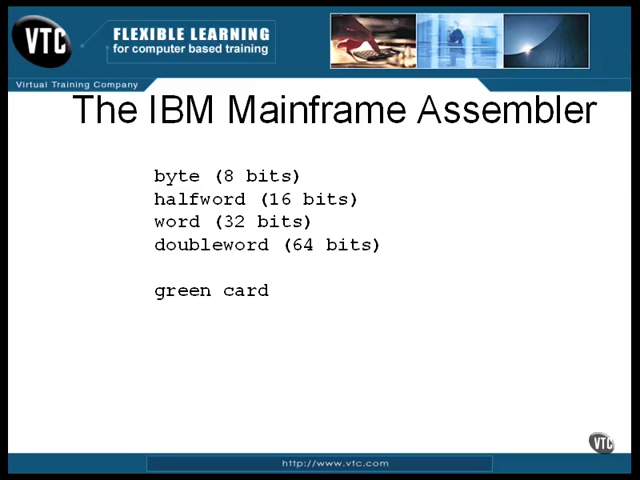 VTC
FLEXIBLE LEARNING
for computer based training
Virtual Training Company
The IBM Mainframe Assembler
byte (8 bits)
halfword (16 bits)
word (32 bits)
doubleword (64 bits)
green card
VTC
http://www.vtc.com